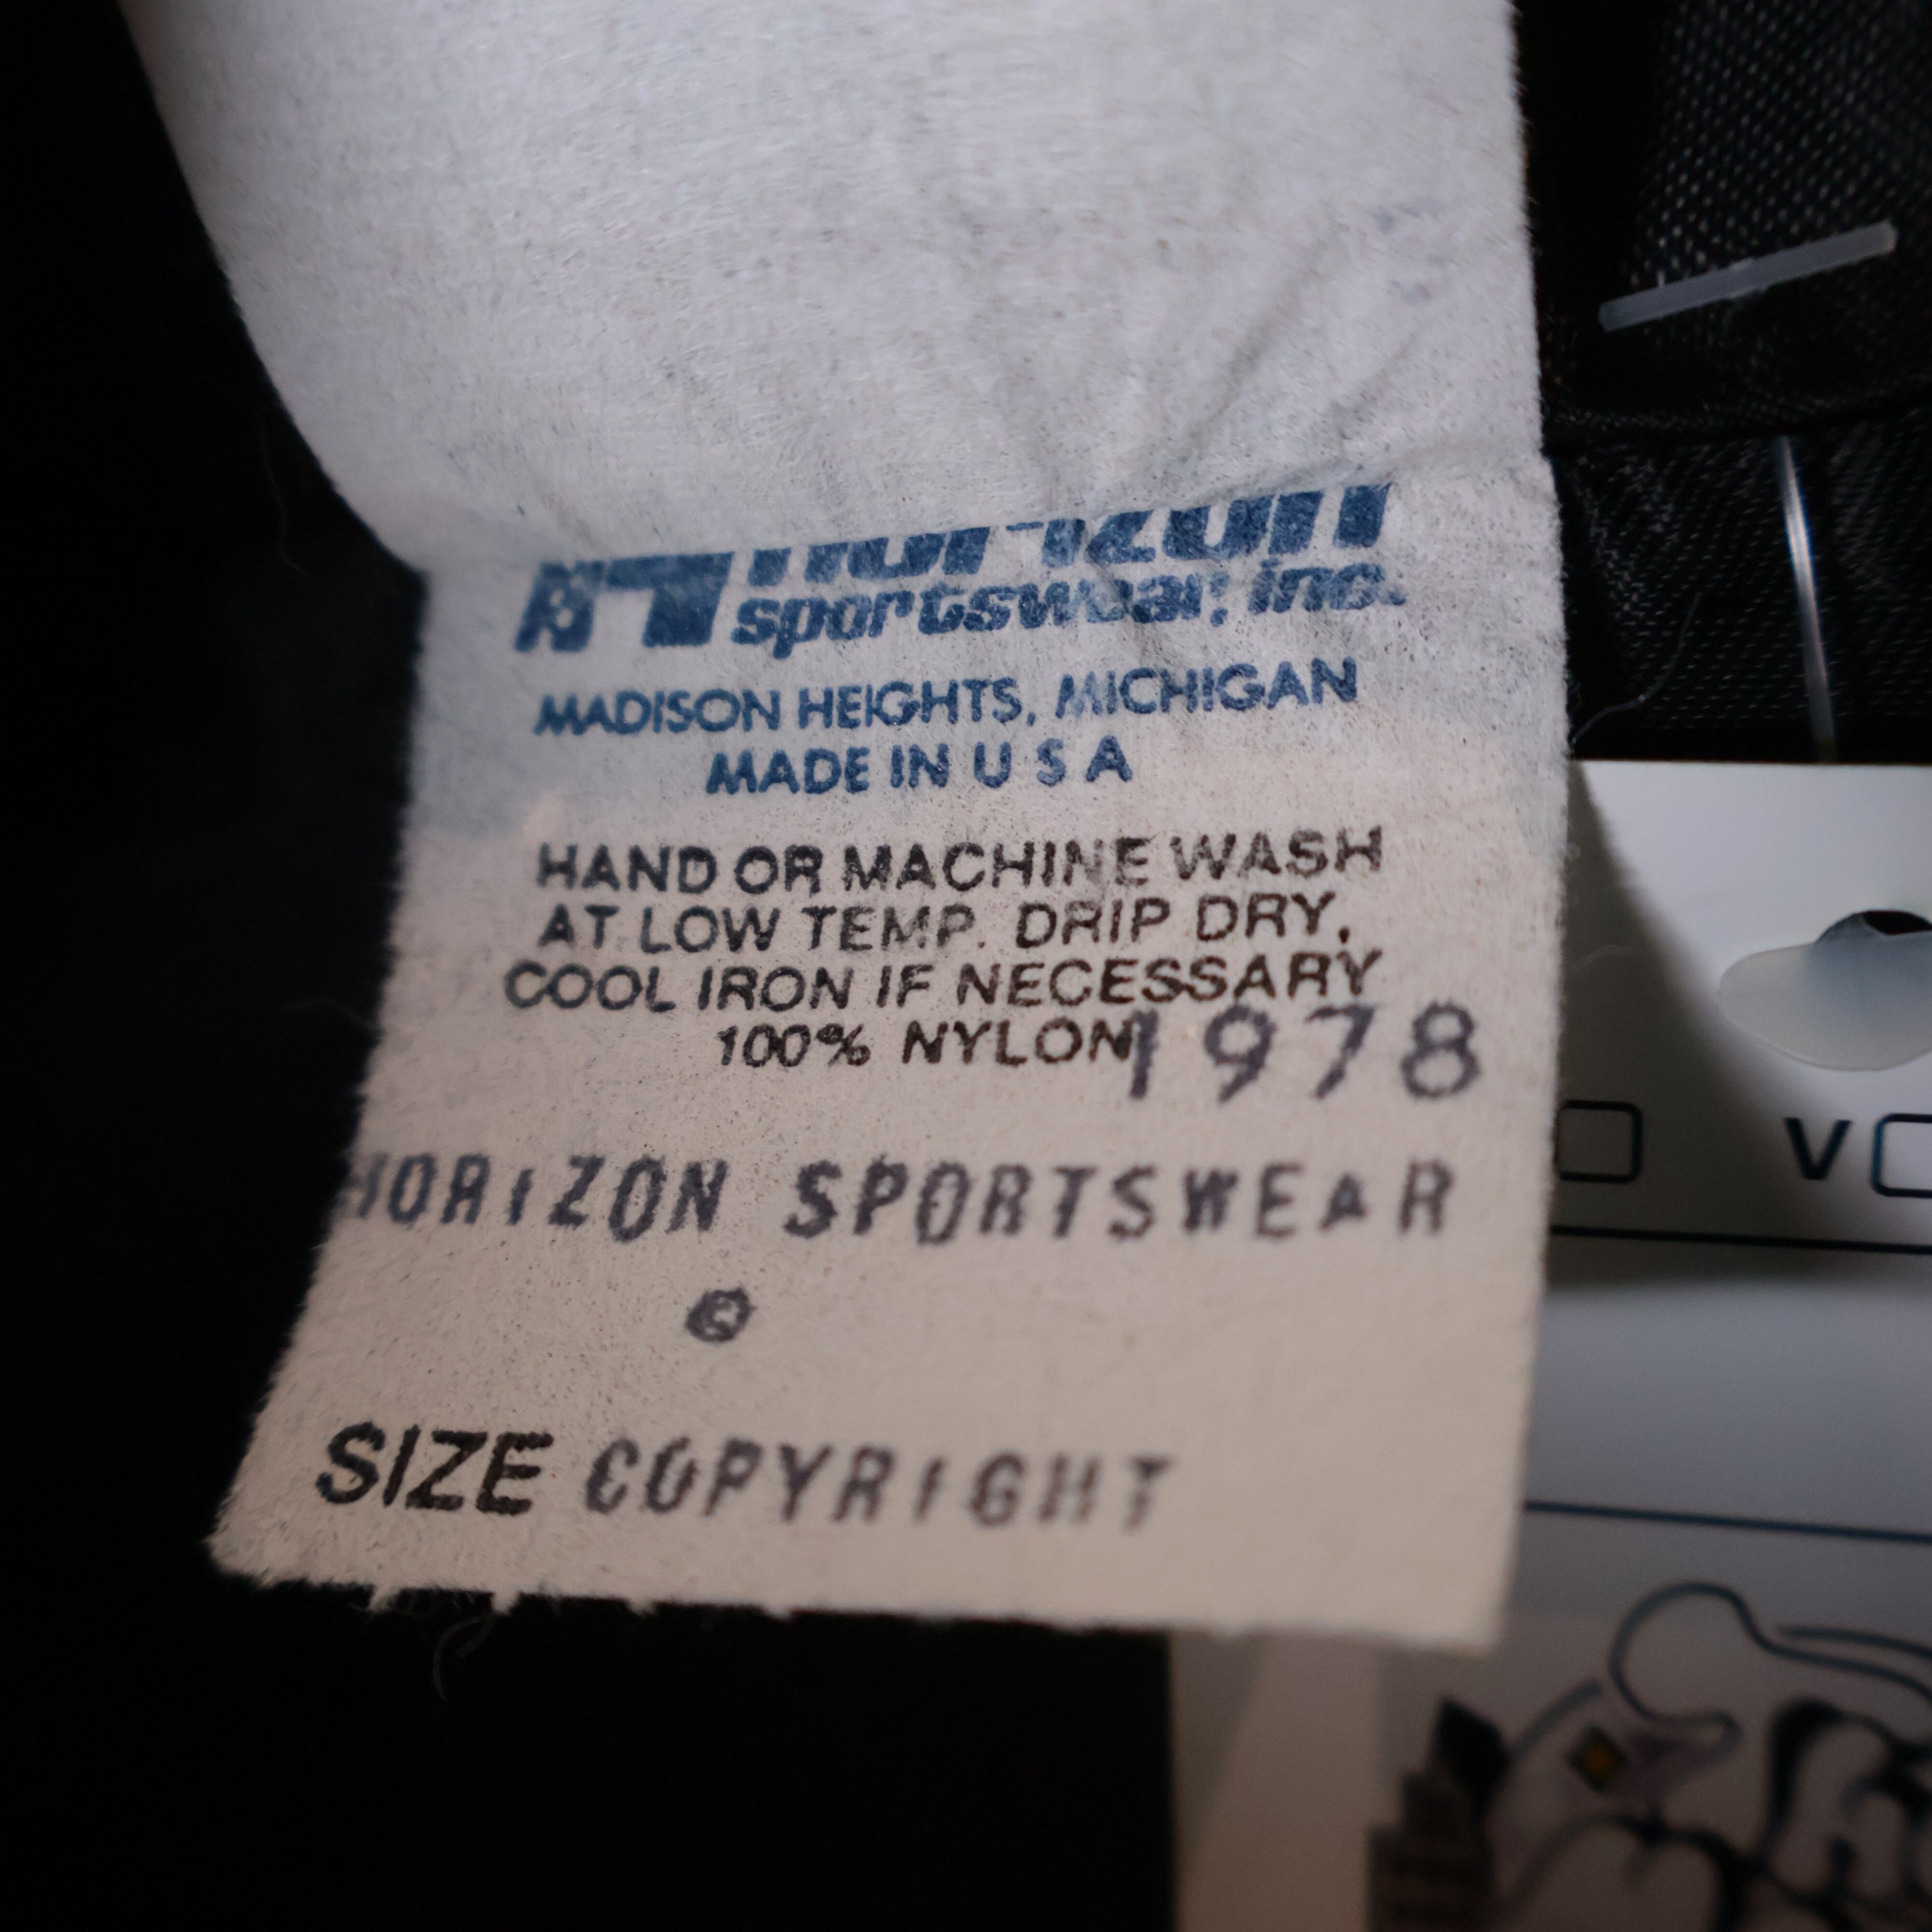 Horizon
sportswear, inc.
MADISON HEIGHTS, MICHIGAN
MADE IN U S A
HAND OR MACHINE WASH
AT LOW TEMP. DRIP DRY,
COOL IRON IF NECESSARY
100% NYLON 1978
HORIZON SPORTSWEAR
©
SIZE COPYRIGHT
V